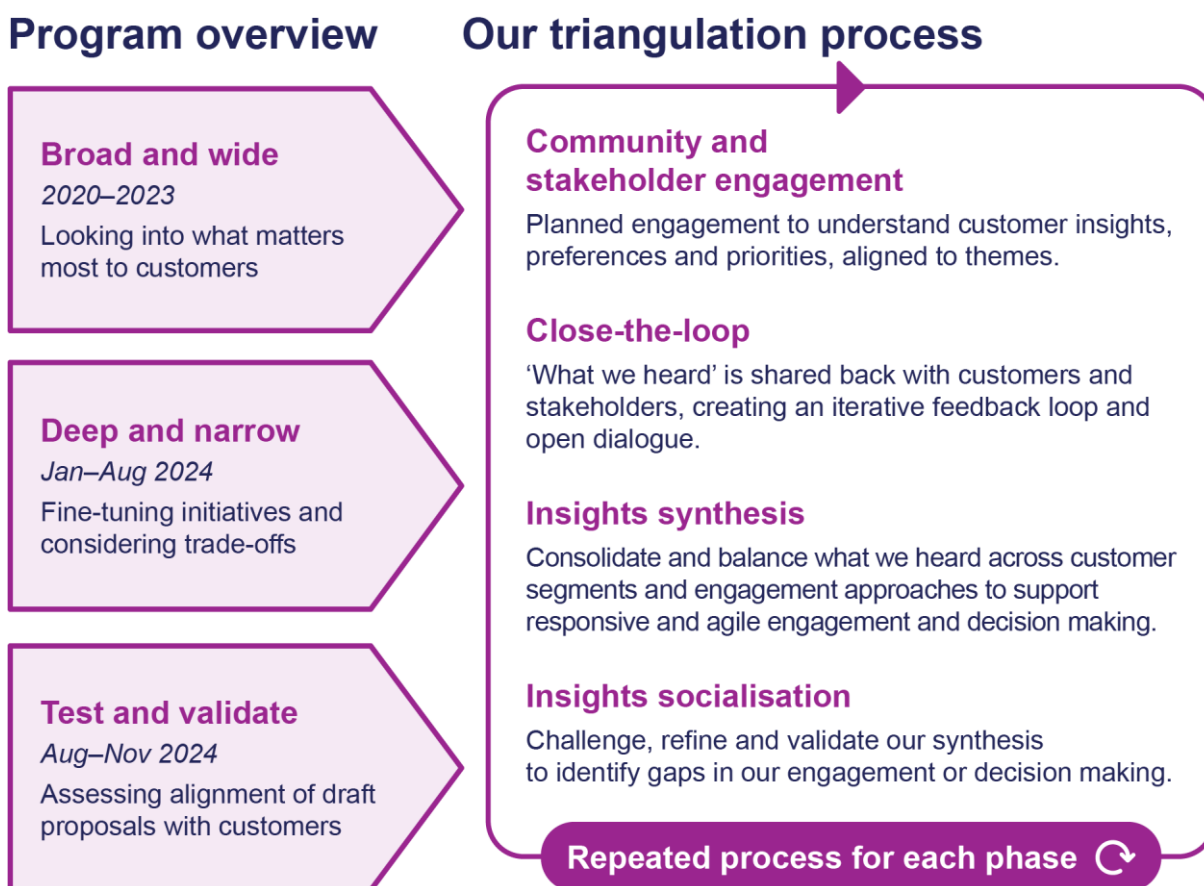 Program overview
Broad and wide
2020–2023
Looking into what matters
most to customers
Deep and narrow
Jan–Aug 2024
Fine-tuning initiatives and
considering trade-offs
Test and validate
Aug–Nov 2024
Assessing alignment of draft
proposals with customers
Our triangulation process
Community and
stakeholder engagement
Planned engagement to understand customer insights,
preferences and priorities, aligned to themes.
Close-the-loop
‘What we heard’ is shared back with customers and
stakeholders, creating an iterative feedback loop and
open dialogue.
Insights synthesis
Consolidate and balance what we heard across customer
segments and engagement approaches to support
responsive and agile engagement and decision making.
Insights socialisation
Challenge, refine and validate our synthesis
to identify gaps in our engagement or decision making.
Repeated process for each phase